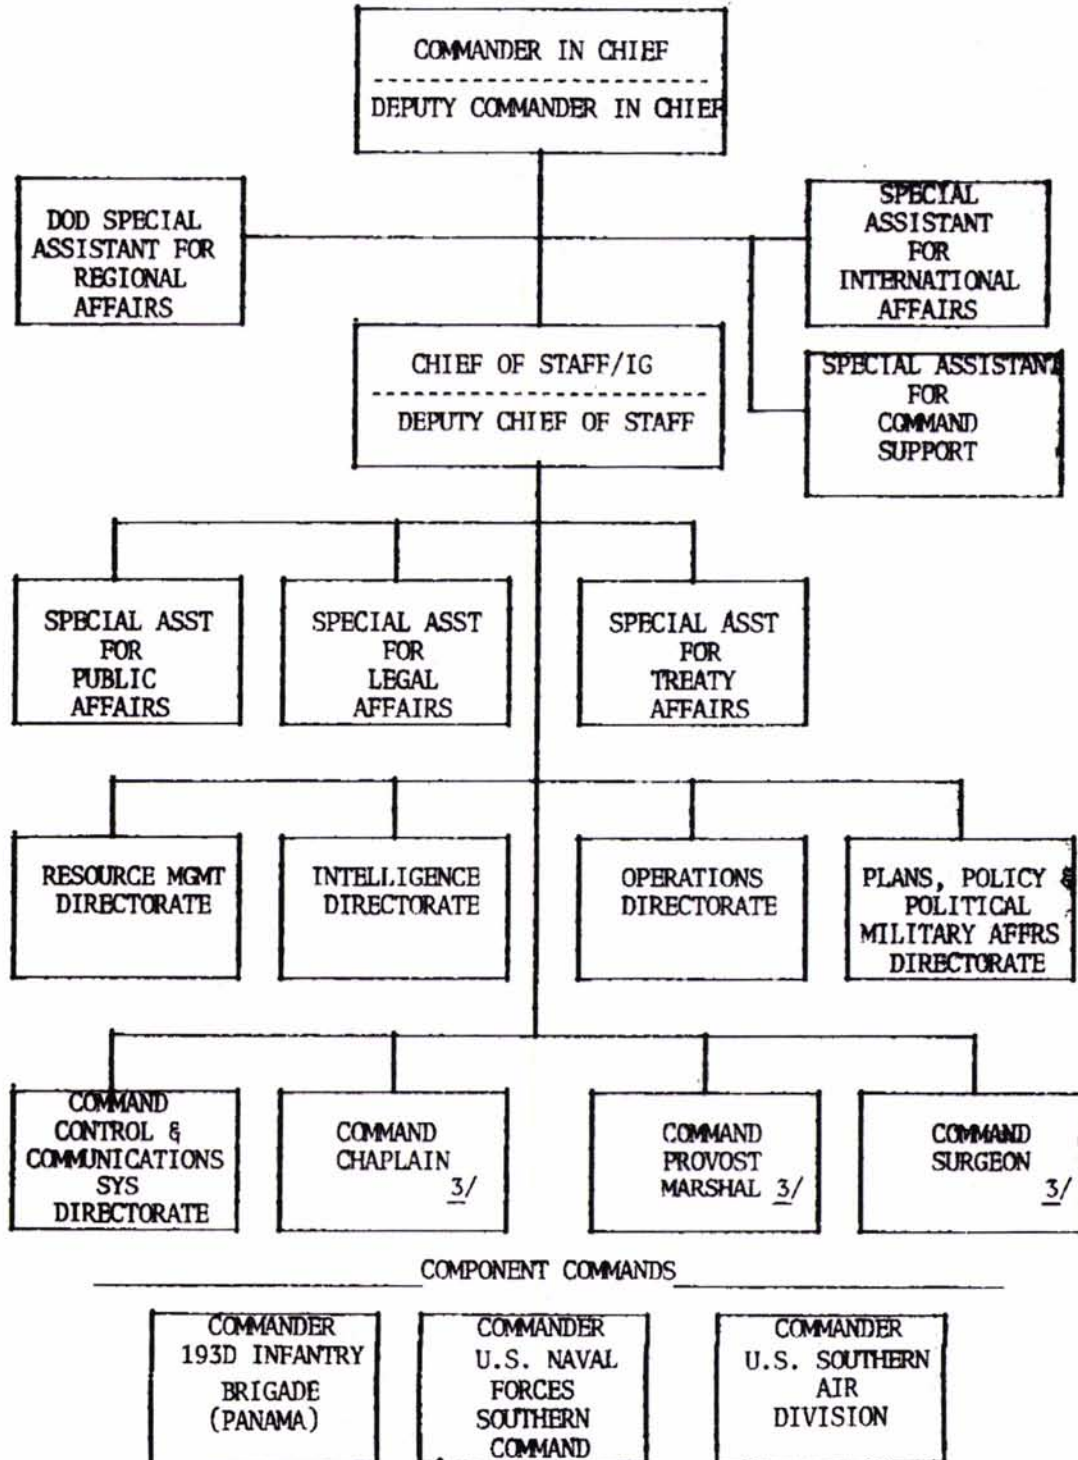 COMMANDER IN CHIEF
DEPUTY COMMANDER IN CHIEF
DOD SPECIAL
ASSISTANT FOR
REGIONAL
AFFAIRS
SPECIAL
ASSISTANT
FOR
INTERNATIONAL
AFFAIRS
CHIEF OF STAFF/IG
DEPUTY CHIEF OF STAFF
SPECIAL ASSISTANT
FOR
COMMAND
SUPPORT
SPECIAL ASST
FOR
PUBLIC
AFFAIRS
SPECIAL ASST
FOR
LEGAL
AFFAIRS
SPECIAL ASST
FOR
TREATY
AFFAIRS
RESOURCE MGMT
DIRECTORATE
INTELLIGENCE
DIRECTORATE
OPERATIONS
DIRECTORATE
PLANS, POLICY &
POLITICAL
MILITARY AFFRS
DIRECTORATE
COMMAND
CONTROL &
COMMUNICATIONS
SYS
DIRECTORATE
COMMAND
CHAPLAIN
3/
COMMAND
PROVOST
MARSHAL 3/
COMMAND
SURGEON
3/
COMPONENT COMMANDS
COMMANDER
193D INFANTRY
BRIGADE
(PANAMA)
COMMANDER
U.S. NAVAL
FORCES
SOUTHERN
COMMAND
COMMANDER
U.S. SOUTHERN
AIR
DIVISION